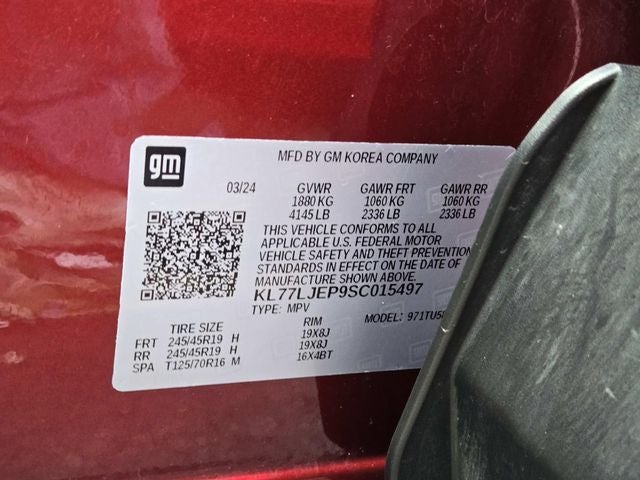 gm
MFD BY GM KOREA COMPANY
03/24 GVWR GAWR FRT GAWR RR
1880 KG 1060 KG 1060 KG
4145 LB 2336 LB 2336 LB
THIS VEHICLE CONFORMS TO ALL
APPLICABLE U.S. FEDERAL MOTOR
VEHICLE SAFETY AND THEFT PREVENTION
STANDARDS IN EFFECT ON THE DATE OF
MANUFACTURE SHOWN ABOVE.
KL77LJEP9SC015497
TYPE: MPV MODEL: 971TU5
TIRE SIZE RIM
FRT 245/45R19 H 19X8J
RR 245/45R19 H 19X8J
SPA T125/70R16 M 16X4BT